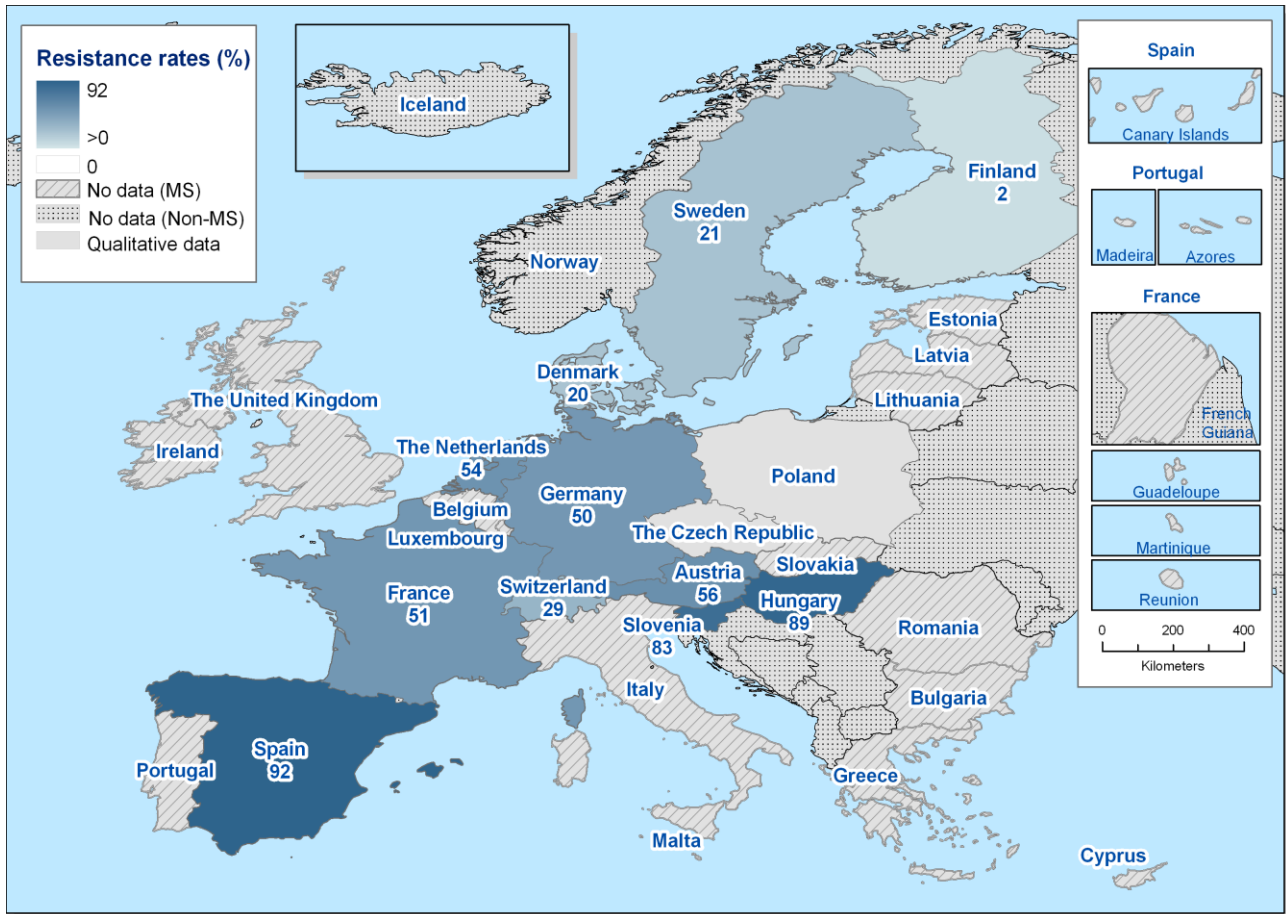 Resistance rates (%)
92
>0
0
No data (MS)
No data (Non-MS)
Qualitative data
Iceland
Spain
Canary Islands
Portugal
Madeira
Azores
France
French
Guiana
Guadeloupe
Martinique
Reunion
0 200 400
Kilometers
Finland
2
Sweden
21
Norway
Estonia
Latvia
Lithuania
Denmark
20
The United Kingdom
Ireland
The Netherlands
54
Germany
50
Poland
Belgium
Luxembourg
The Czech Republic
Slovakia
Austria
56
Switzerland
29
France
51
Hungary
89
Slovenia
83
Romania
Italy
Bulgaria
Spain
92
Portugal
Greece
Malta
Cyprus